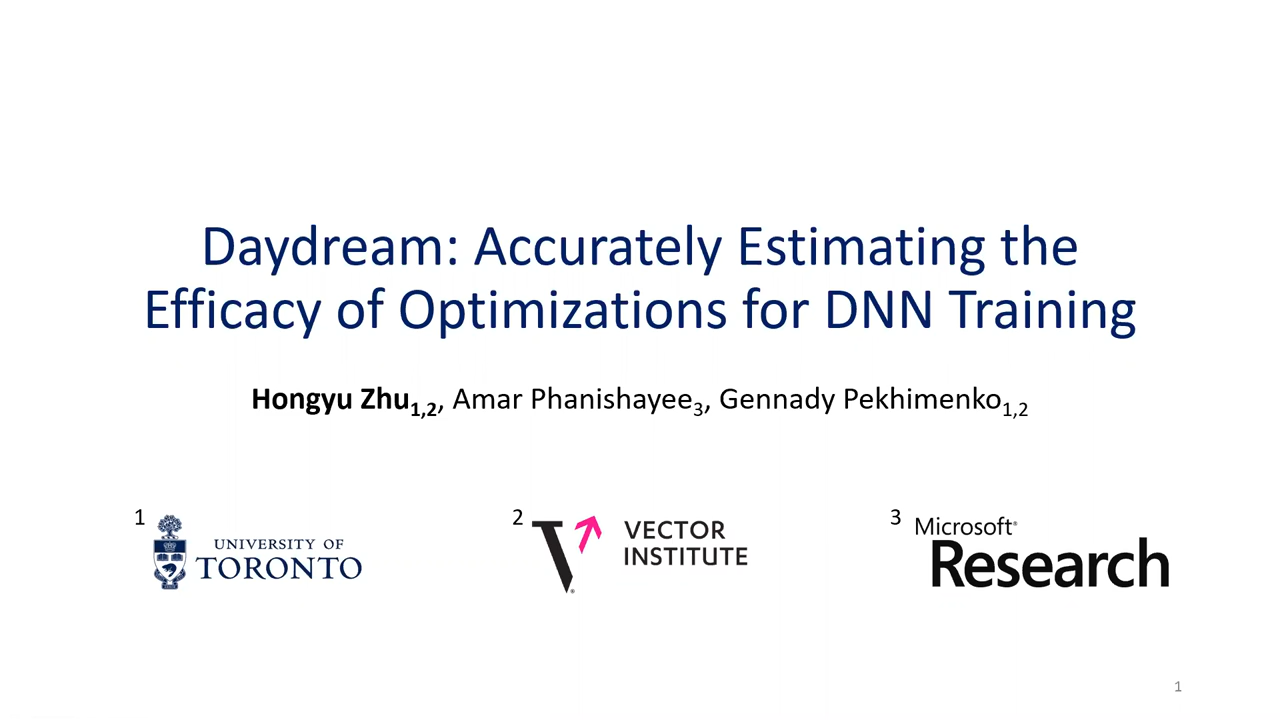 Daydream: Accurately Estimating the
Efficacy of Optimizations for DNN Training
Hongyu Zhu1,2, Amar Phanishayee3, Gennady Pekhimenko1,2
1
UNIVERSITY OF
TORONTO
2
VECTOR
INSTITUTE
3
Microsoft®
Research
1